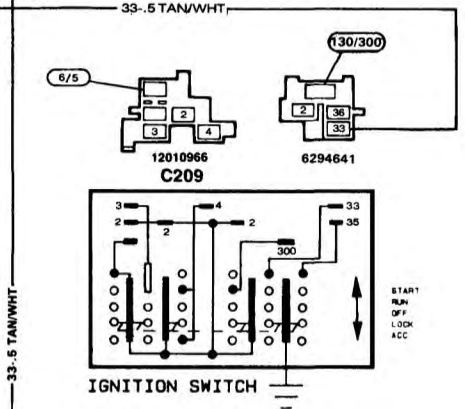 33-.5 TAN/WHT
130/300
6/5
2
3
4
2
36
33
12010966
6294641
C209
3
4
33
2
2
2
35
300
START
RUN
OFF
LOCK
ACC
33-.5 TAN/WHT
IGNITION SWITCH